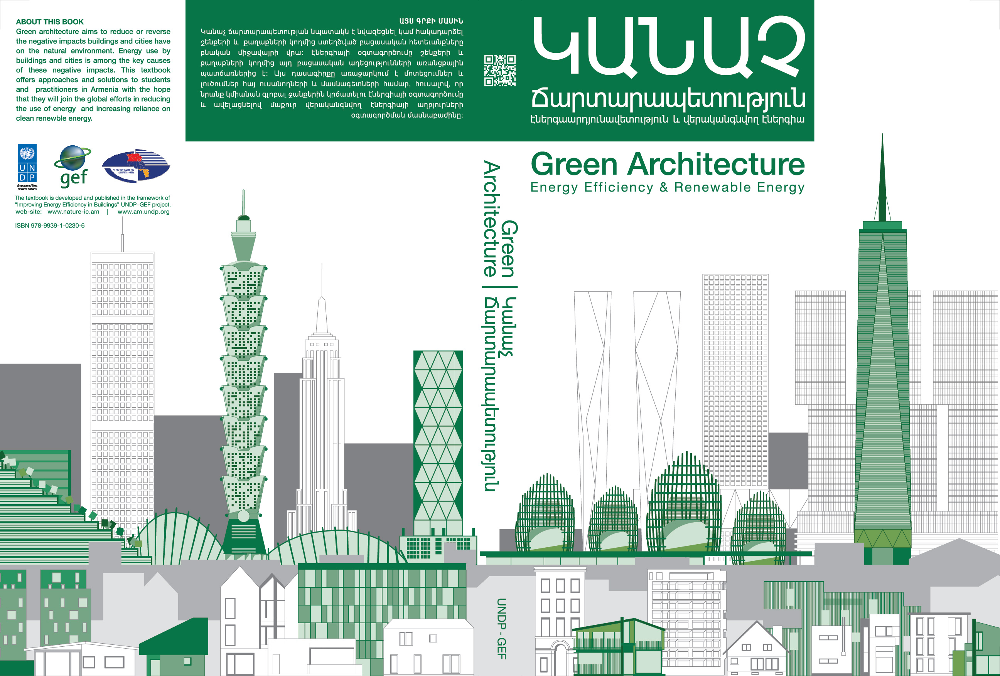 ABOUT THIS BOOK
Green architecture aims to reduce or reverse
the negative impacts buildings and cities have
on the natural environment. Energy use by
buildings and cities is among the key causes
of these negative impacts. This textbook
offers approaches and solutions to students
and practitioners in Armenia with the hope
that they will join the global efforts in reducing
the use of energy and increasing reliance on
clean renewble energy.
U N
D P
Empowered lives.
Resilient nations.
gef
The textbook is developed and published in the framework of
“Improving Energy Efficiency in Buildings” UNDP-GEF project.
web-site: www.nature-ic.am | www.am.undp.org
ISBN 978-9939-1-0230-6
ԱՅՍ ԳՐՔԻ ՄԱՍԻՆ
Կանաչ ճարտարապետության նպատակն է նվազեցնել կամ հակադարձել
շենքերի և քաղաքների կողմից ստեղծված բացասական հետեւանքները
բնական միջավայրի վրա: Էներգիայի օգտագործումը շենքերի և
քաղաքների կողմից այդ բացասական ադեցությունների առանցքային
պատճառներից է: Այս դասագիրքը առաջարկում է մոտեցումներ և
լուծումներ հայ ուսանողների և մասնագետների համար, հուսալով, որ
նրանք կմիանան գլոբալ ջանքերին կրճատելու էներգիայի օգտագործումը
և ավելացնելով մաքուր վերականգնվող էներգիայի աղբյուրների
օգտագործման մասնաբաժինը:
Green
Architecture
Կանաչ
Ճարտարապետություն
UNDP - GEF
ԿԱՆԱՉ
Ճարտարապետություն
Էներգաարդյունավետություն և վերականգնվող էներգիա
Green Architecture
Energy Efficiency & Renewable Energy